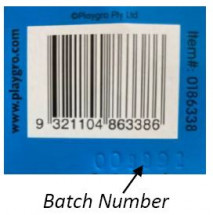 ©Playgro Pty Ltd
www.playgro.com
Item#: 0186338
9 321104 863386
Batch Number